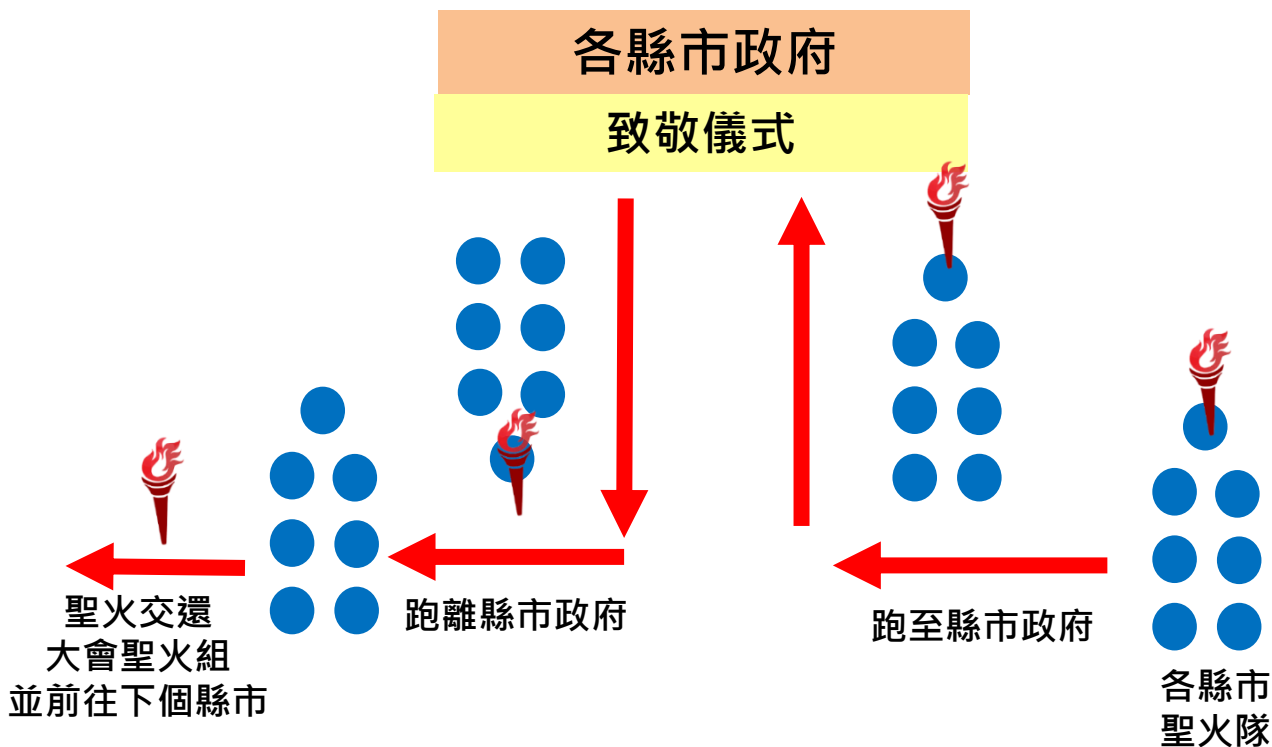 各縣市政府
致敬儀式
聖火交還
大會聖火組
並前往下個縣市
跑離縣市政府
跑至縣市政府
各縣市
聖火隊